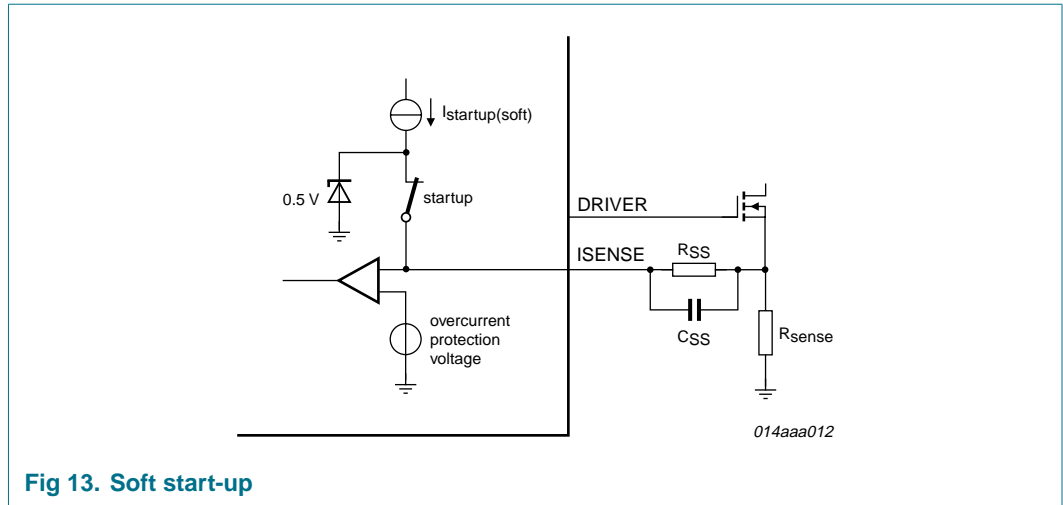 Istartup(soft)
0.5 V
startup
DRIVER
ISENSE
RSS
CSS
Rsense
overcurrent
protection
voltage
014aaa012
Fig 13. Soft start-up